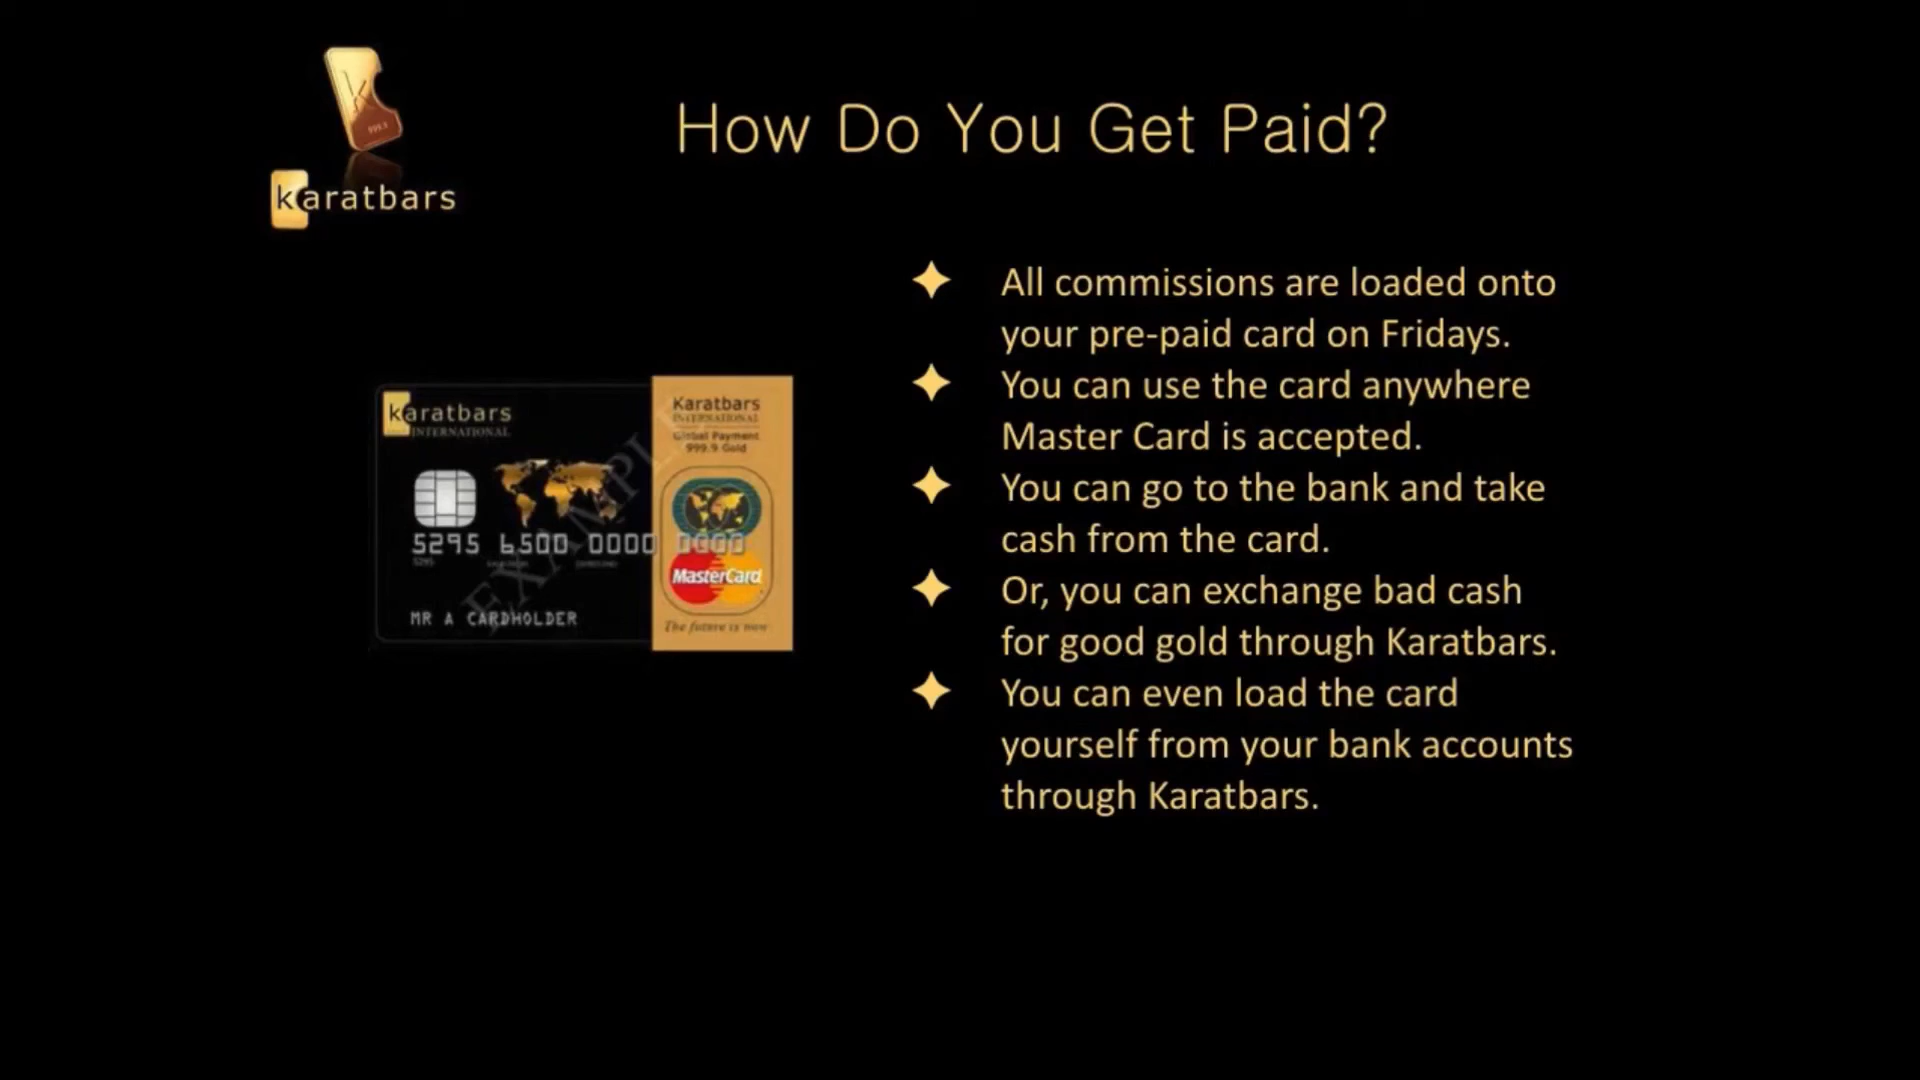 How Do You Get Paid?
karatbars
All commissions are loaded onto
your pre-paid card on Fridays.
You can use the card anywhere
Master Card is accepted.
You can go to the bank and take
cash from the card.
Or, you can exchange bad cash
for good gold through Karatbars.
You can even load the card
yourself from your bank accounts
through Karatbars.
karatbars
INTERNATIONAL
5295 6500 0000 0000
MR A CARDHOLDER
EXAMPLE
Karatbars
INTERNATIONAL
Global Payment
999.9 Gold
MasterCard
The future is now